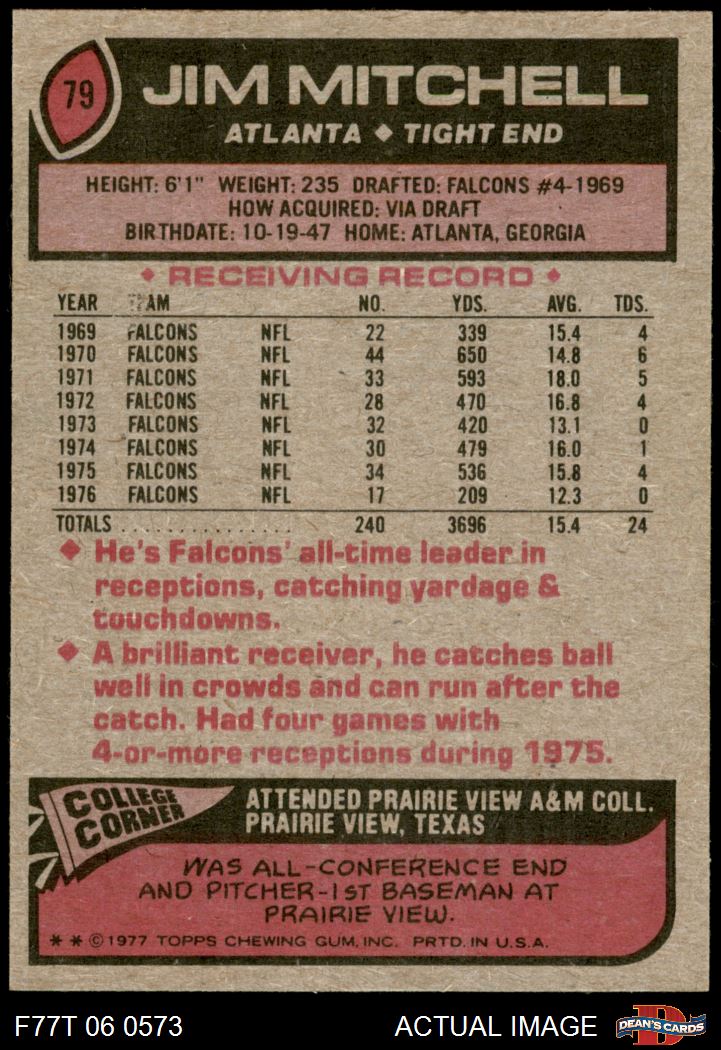 79
JIM MITCHELL
ATLANTA ◆ TIGHT END
HEIGHT: 6'1" WEIGHT: 235 DRAFTED: FALCONS #4-1969
HOW ACQUIRED: VIA DRAFT
BIRTHDATE: 10-19-47 HOME: ATLANTA, GEORGIA
◆ RECEIVING RECORD ◆
YEAR TEAM NO. YDS. AVG. TDS.
1969 FALCONS NFL 22 339 15.4 4
1970 FALCONS NFL 44 650 14.8 6
1971 FALCONS NFL 33 593 18.0 5
1972 FALCONS NFL 28 470 16.8 4
1973 FALCONS NFL 32 420 13.1 0
1974 FALCONS NFL 30 479 16.0 1
1975 FALCONS NFL 34 536 15.8 4
1976 FALCONS NFL 17 209 12.3 0
TOTALS . . . . . . . . . . . . . . . . 240 3696 15.4 24
◆ He's Falcons' all-time leader in
receptions, catching yardage &
touchdowns.
◆ A brilliant receiver, he catches ball
well in crowds and can run after the
catch. Had four games with
4-or-more receptions during 1975.
COLLEGE
CORNER
ATTENDED PRAIRIE VIEW A&M COLL.
PRAIRIE VIEW, TEXAS
WAS ALL-CONFERENCE END
AND PITCHER-1ST BASEMAN AT
PRAIRIE VIEW.
* * © 1977 TOPPS CHEWING GUM, INC. PRTD. IN U.S.A.
F77T 06 0573
ACTUAL IMAGE
D
DEAN'S CARDS